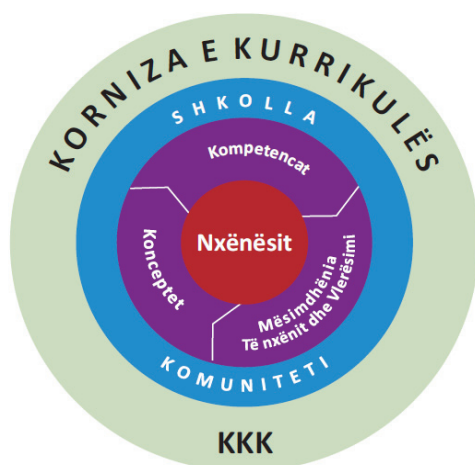 KORNIZA E KURRIKULËS
SHKOLLA
Kompetencat
Nxënësit
Konceptet
Mësimdhënia
Të nxënit dhe Vlerësimi
KOMUNITETI
KKK